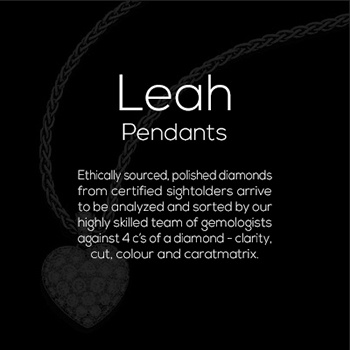 Leah
Pendants
Ethically sourced, polished diamonds
from certified sightolders arrive
to be analyzed and sorted by our
highly skilled team of gemologists
against 4 c's of a diamond - clarity,
cut, colour and caratmatrix.